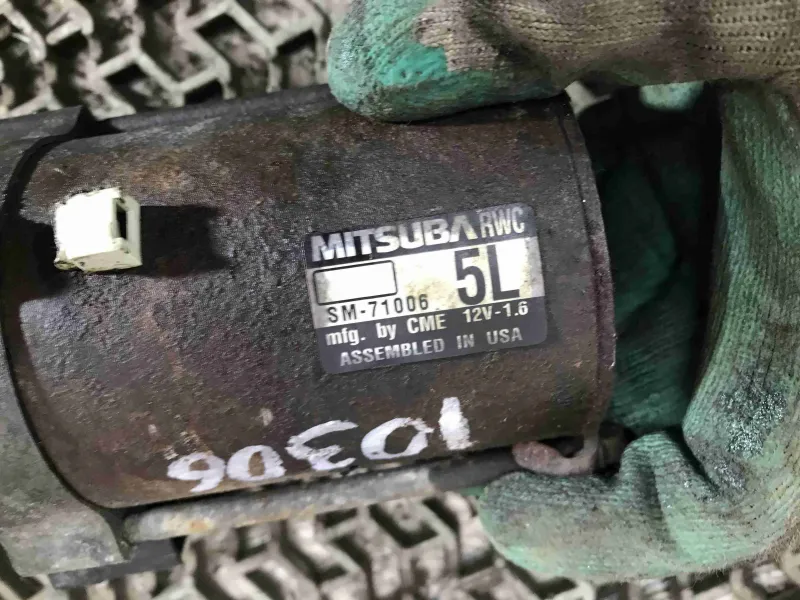 MITSUBA RWC
5L
SM-71006
mfg. by CME 12V-1.6
ASSEMBLED IN USA
10306